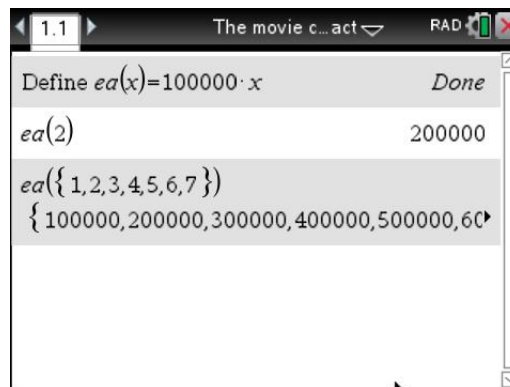 1.1 The movie c...act RAD
Define ea(x)=100000·x Done
ea(2) 200000
ea({1,2,3,4,5,6,7})
{100000,200000,300000,400000,500000,60